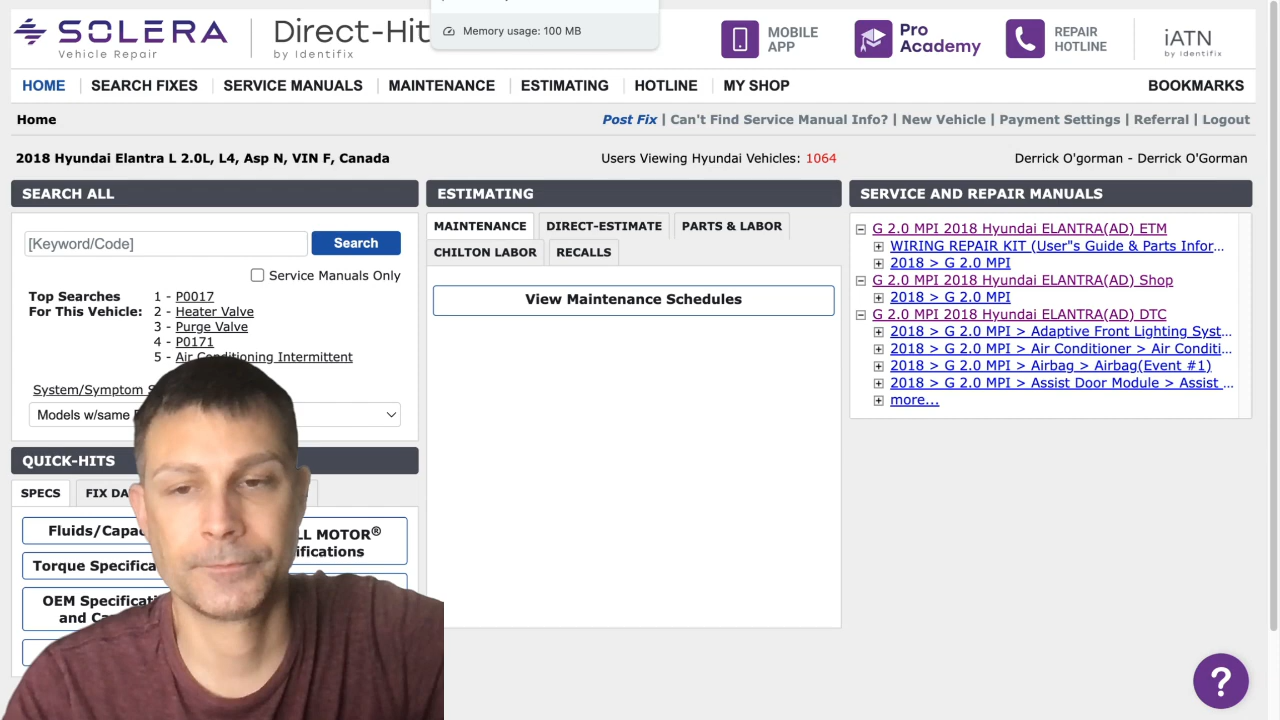 Memory usage: 100 MB
SOLERA
Vehicle Repair
Direct-Hit
by Identifix
MOBILE APP
Pro Academy
REPAIR HOTLINE
iATN
by Identifix
HOME SEARCH FIXES SERVICE MANUALS MAINTENANCE ESTIMATING HOTLINE MY SHOP BOOKMARKS
Home
Post Fix | Can't Find Service Manual Info? | New Vehicle | Payment Settings | Referral | Logout
2018 Hyundai Elantra L 2.0L, L4, Asp N, VIN F, Canada
Users Viewing Hyundai Vehicles: 1064
Derrick O'gorman - Derrick O'Gorman
SEARCH ALL
[Keyword/Code] Search
Service Manuals Only
Top Searches
For This Vehicle:
1 - P0017
2 - Heater Valve
3 - Purge Valve
4 - P0171
5 - Air Conditioning Intermittent
System/Symptom
Models w/same
QUICK-HITS
SPECS FIX
Torque
MOTOR®
OEM
and
ESTIMATING
MAINTENANCE DIRECT-ESTIMATE PARTS & LABOR
CHILTON LABOR RECALLS
View Maintenance Schedules
SERVICE AND REPAIR MANUALS
G 2.0 MPI 2018 Hyundai ELANTRA(AD) ETM
WIRING REPAIR KIT (User"s Guide & Parts Infor...
2018 > G 2.0 MPI
G 2.0 MPI 2018 Hyundai ELANTRA(AD) Shop
2018 > G 2.0 MPI
G 2.0 MPI 2018 Hyundai ELANTRA(AD) DTC
2018 > G 2.0 MPI > Adaptive Front Lighting Syst...
2018 > G 2.0 MPI > Air Conditioner > Air Conditi...
2018 > G 2.0 MPI > Airbag > Airbag(Event #1)
2018 > G 2.0 MPI > Assist Door Module > Assist ...
more...
?